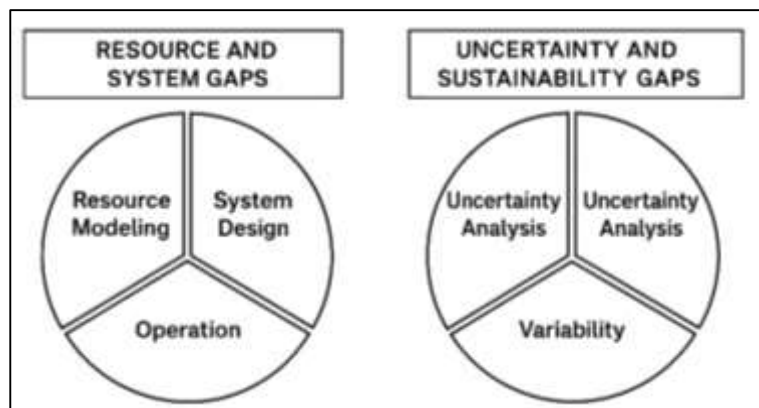 RESOURCE AND
SYSTEM GAPS
Resource
Modeling
System
Design
Operation
UNCERTAINTY AND
SUSTAINABILITY GAPS
Uncertainty
Analysis
Uncertainty
Analysis
Variability